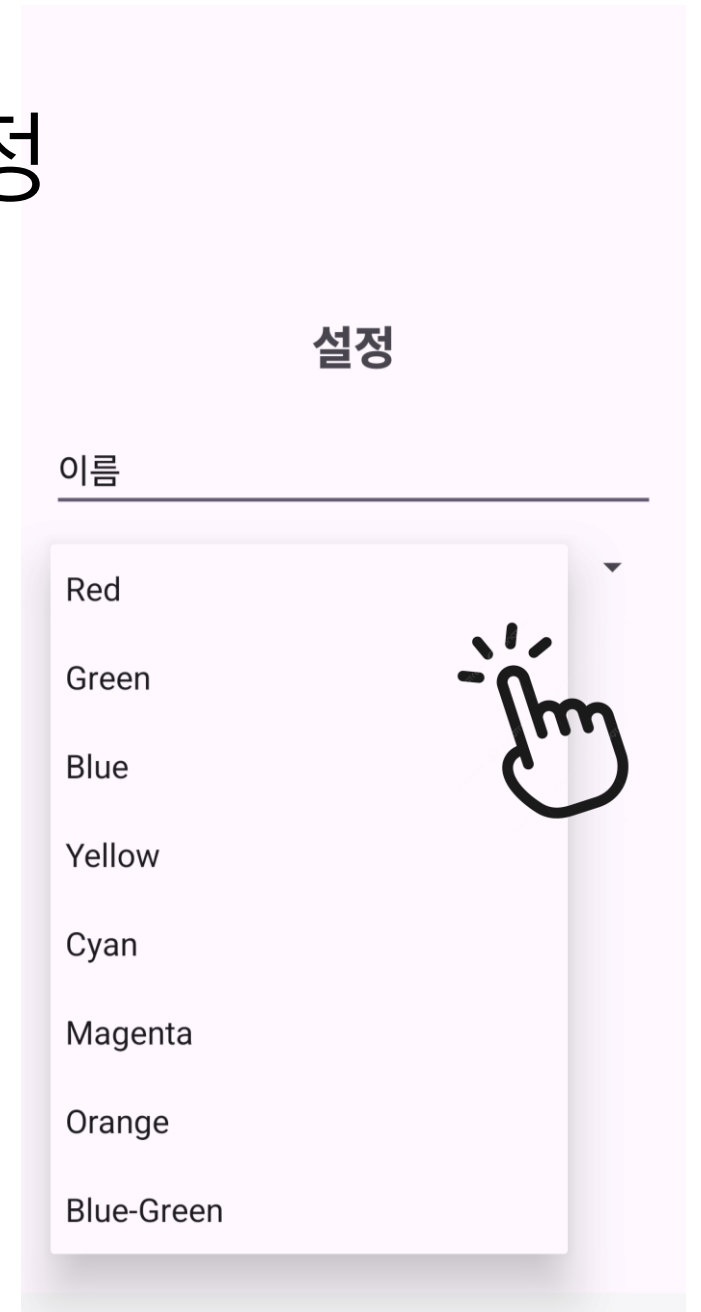 정
설정
이름
Red
Green
Blue
Yellow
Cyan
Magenta
Orange
Blue-Green